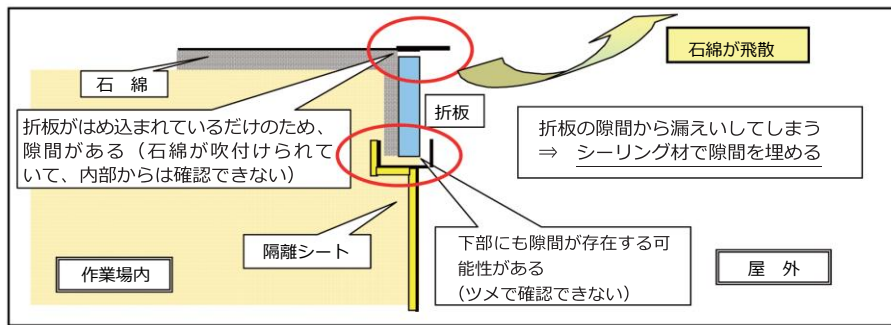 石綿が飛散
石 綿
折板がはめ込まれているだけのため、
隙間がある（石綿が吹付けられて
いて、内部からは確認できない）
折板
折板の隙間から漏えいしてしまう
⇒ シーリング材で隙間を埋める
隔離シート
下部にも隙間が存在する可
能性がある
（ツメで確認できない）
作業場内
屋 外